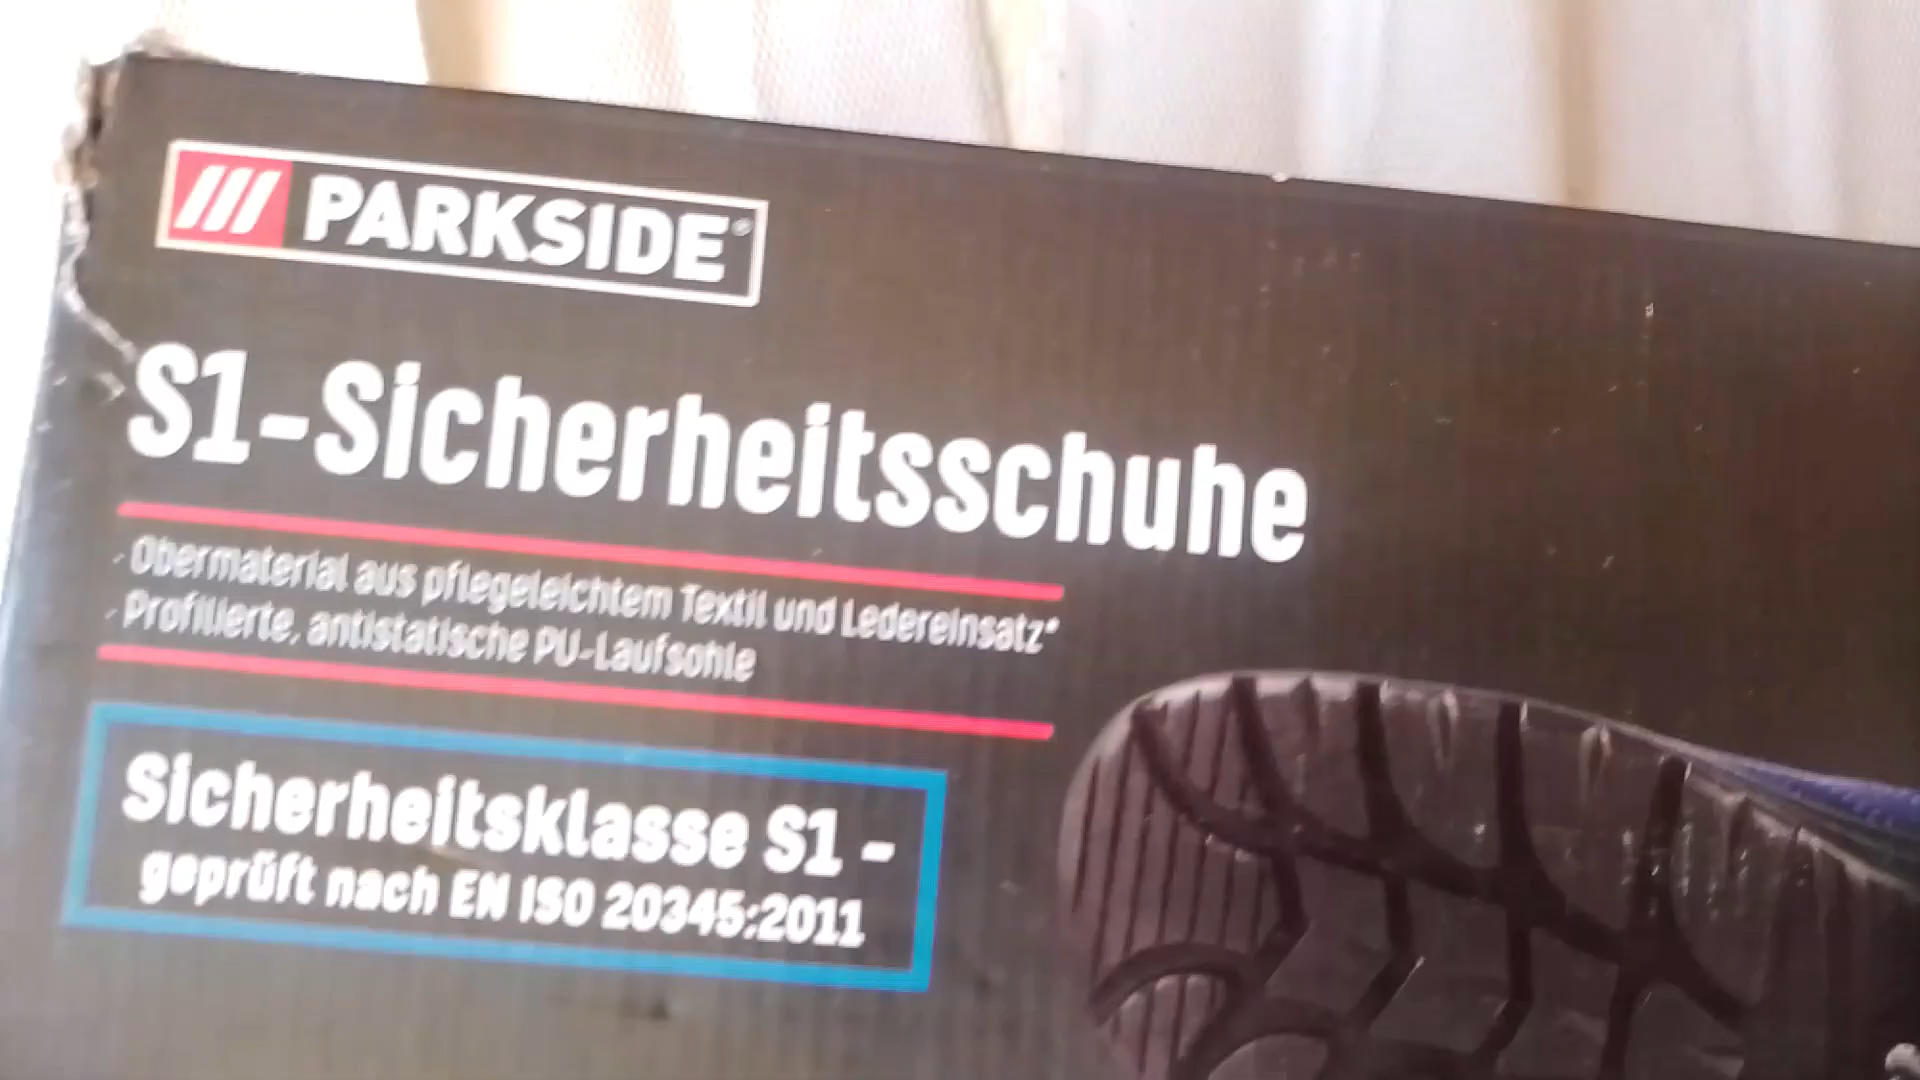 PARKSIDE®
S1-Sicherheitsschuhe
· Obermaterial aus pflegeleichtem Textil und Ledereinsatz*
· Profilierte, antistatische PU-Laufsohle
Sicherheitsklasse S1 -
geprüft nach EN ISO 20345:2011